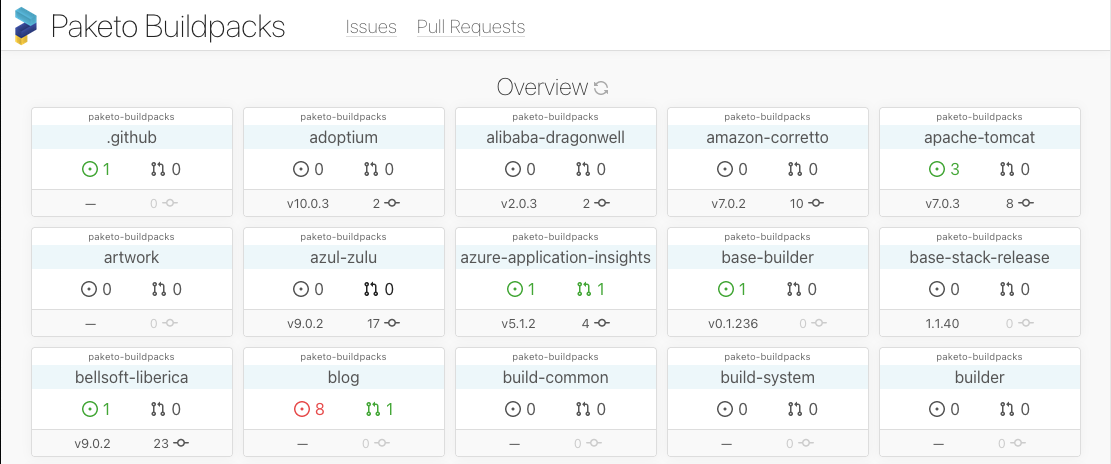 Paketo Buildpacks Issues Pull Requests
Overview
paketo-buildpacks paketo-buildpacks paketo-buildpacks paketo-buildpacks paketo-buildpacks
.github adoptium alibaba-dragonwell amazon-corretto apache-tomcat
1 0 0 0 0 0 0 0 3 0
— 0 v10.0.3 2 v2.0.3 2 v7.0.2 10 v7.0.3 8
paketo-buildpacks paketo-buildpacks paketo-buildpacks paketo-buildpacks paketo-buildpacks
artwork azul-zulu azure-application-insights base-builder base-stack-release
0 0 0 0 1 1 1 0 0 0
— 0 v9.0.2 17 v5.1.2 4 v0.1.236 0 1.1.40 0
paketo-buildpacks paketo-buildpacks paketo-buildpacks paketo-buildpacks paketo-buildpacks
bellsoft-liberica blog build-common build-system builder
1 0 8 1 0 0 0 0 0 0
v9.0.2 23 — 0 — 0 — 0 — 0